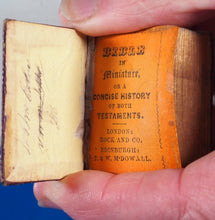 BIBLE
IN
Miniature,
OR A
CONCISE HISTORY
OF BOTH
TESTAMENTS.
LONDON:
ROCK AND CO.
EDINBURGH:
J. & W. M'DOWALL.